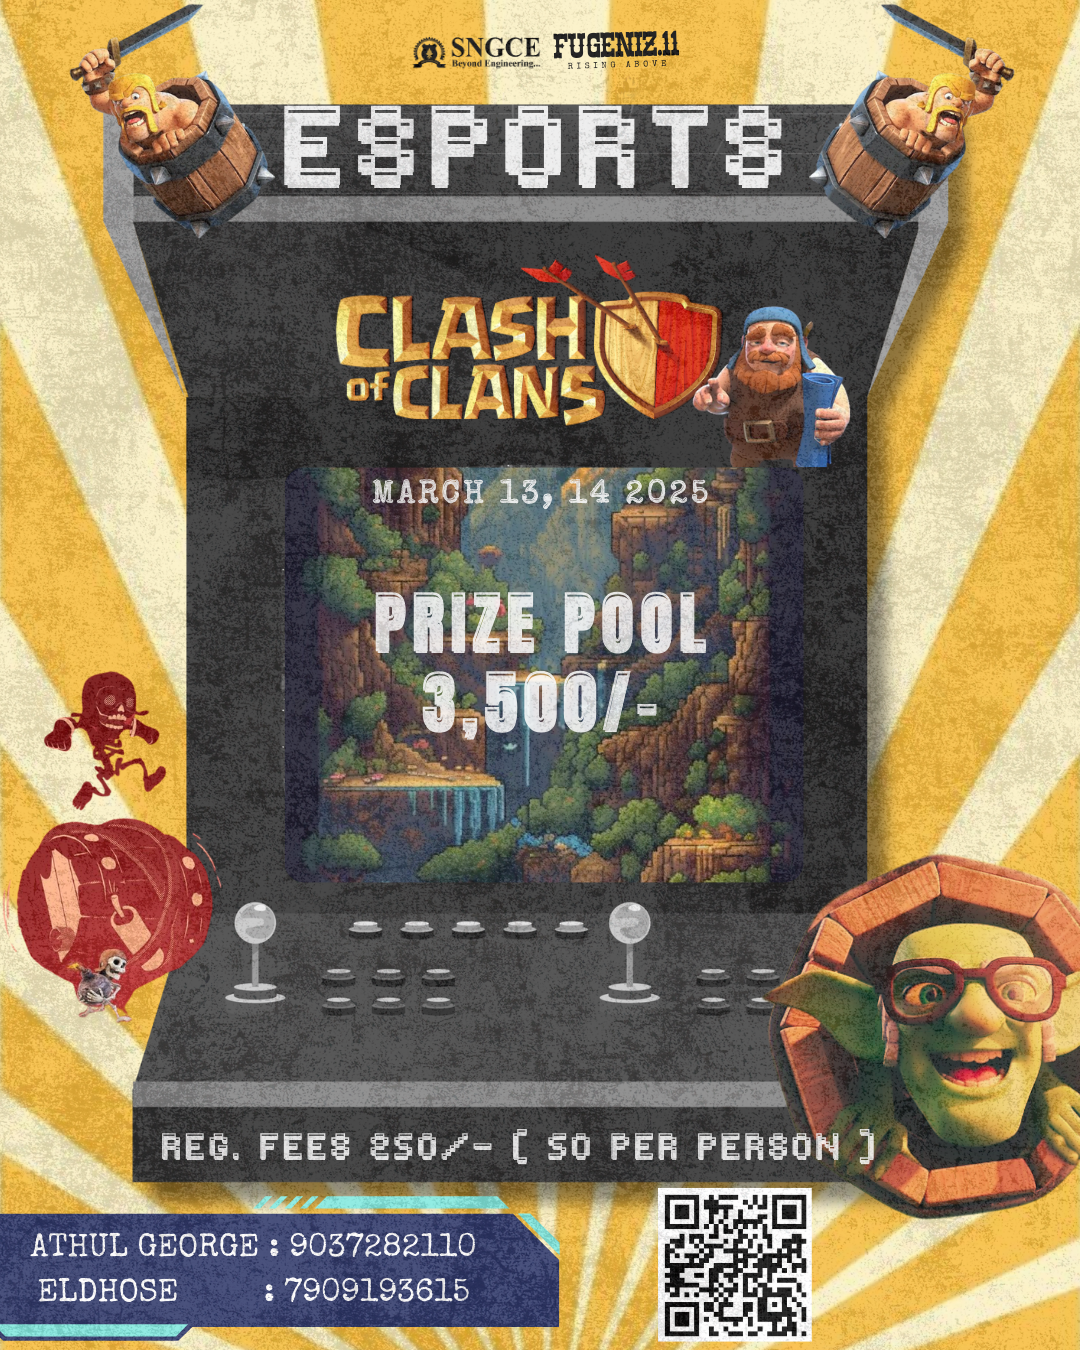 SNGCE
Beyond Engineering...
FUGENIZ.11
RISING ABOVE
ESPORTS
CLASH
of CLANS
MARCH 13, 14 2025
PRIZE POOL
3,500/-
REG. FEES 250/- [ 50 PER PERSON ]
ATHUL GEORGE : 9037282110
ELDHOSE : 7909193615